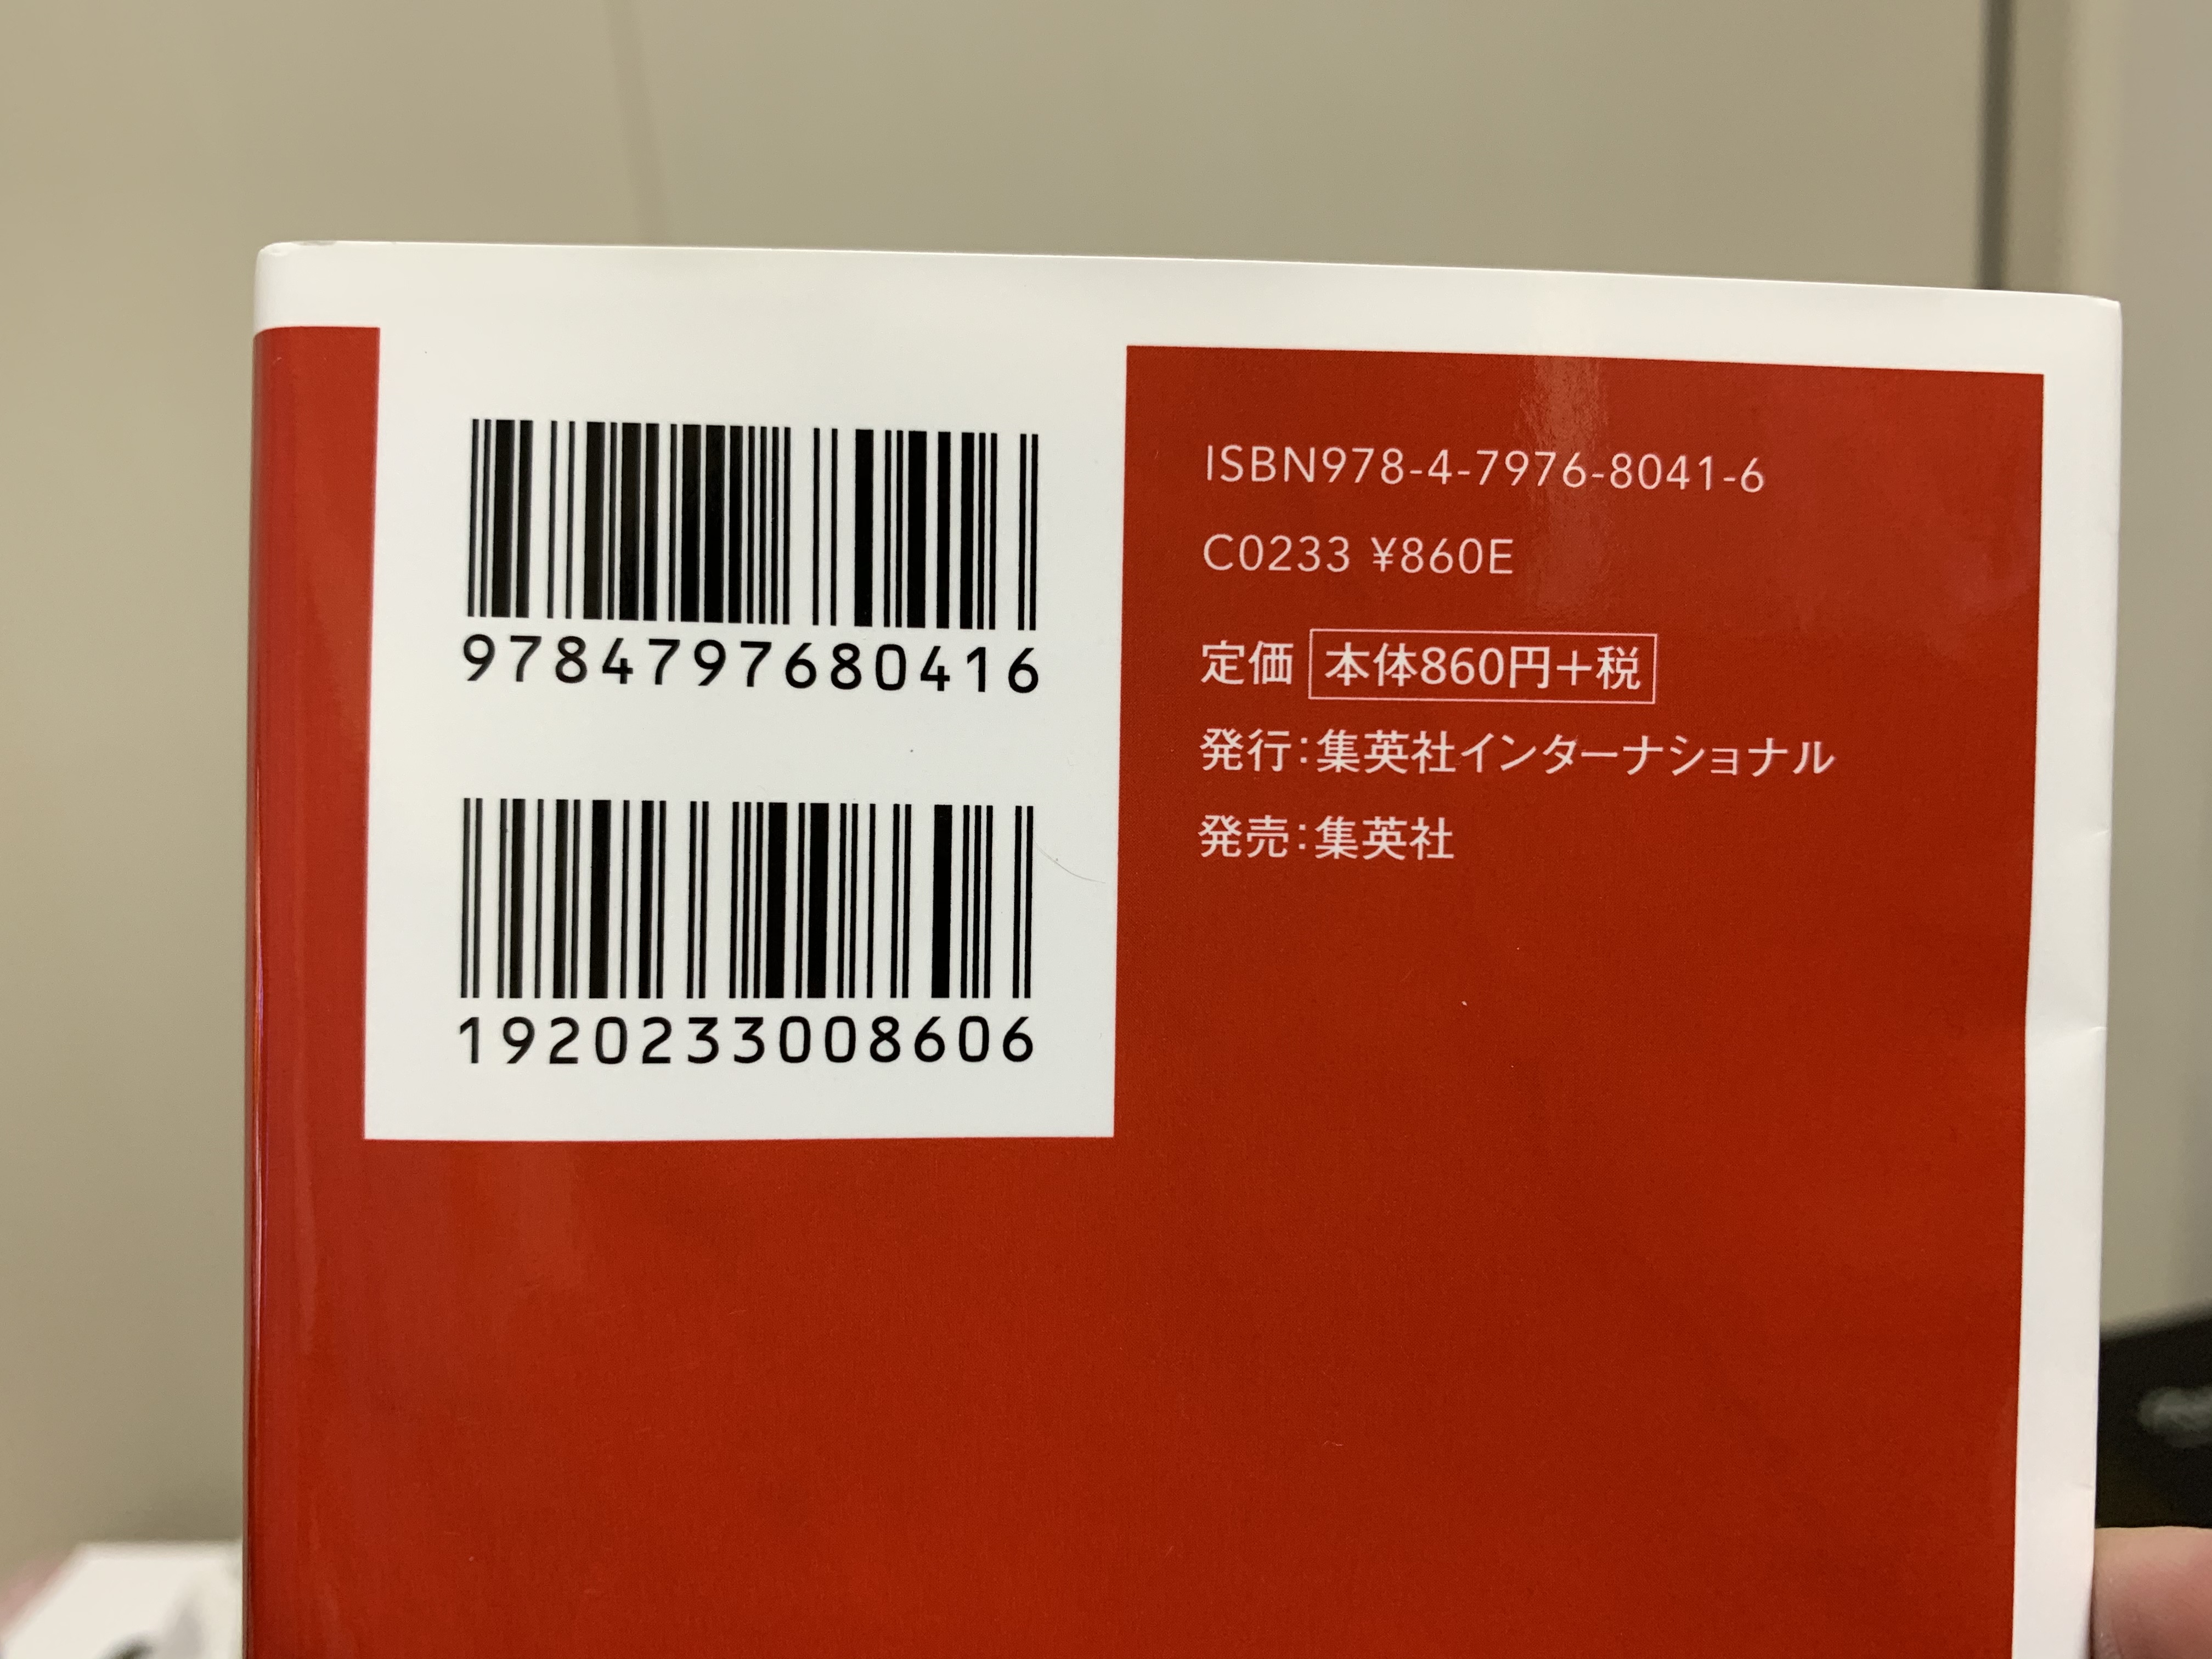 9784797680416
1920233008606
ISBN978-4-7976-8041-6
C0233 ¥860E
定価 本体860円+税
発行:集英社インターナショナル
発売:集英社